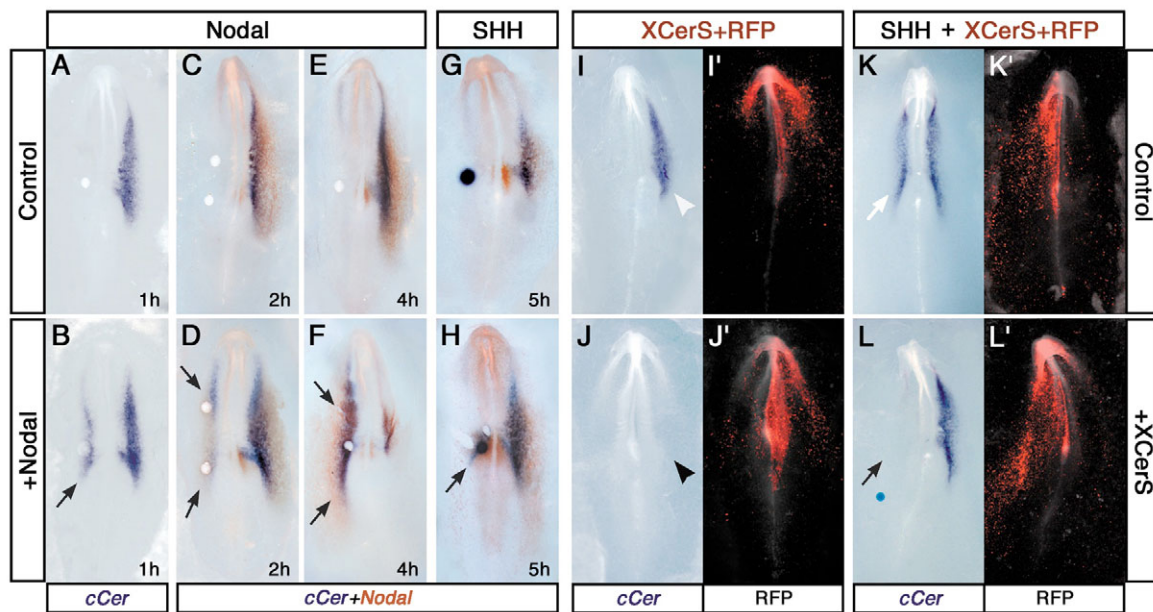 Nodal SHH XCerS+RFP SHH + XCerS+RFP
Control
A C E G I I' K K'
1h 2h 4h 5h
Control
+Nodal
B D F H J J' L L'
1h 2h 4h 5h
+XCerS
cCer cCer+Nodal cCer RFP cCer RFP